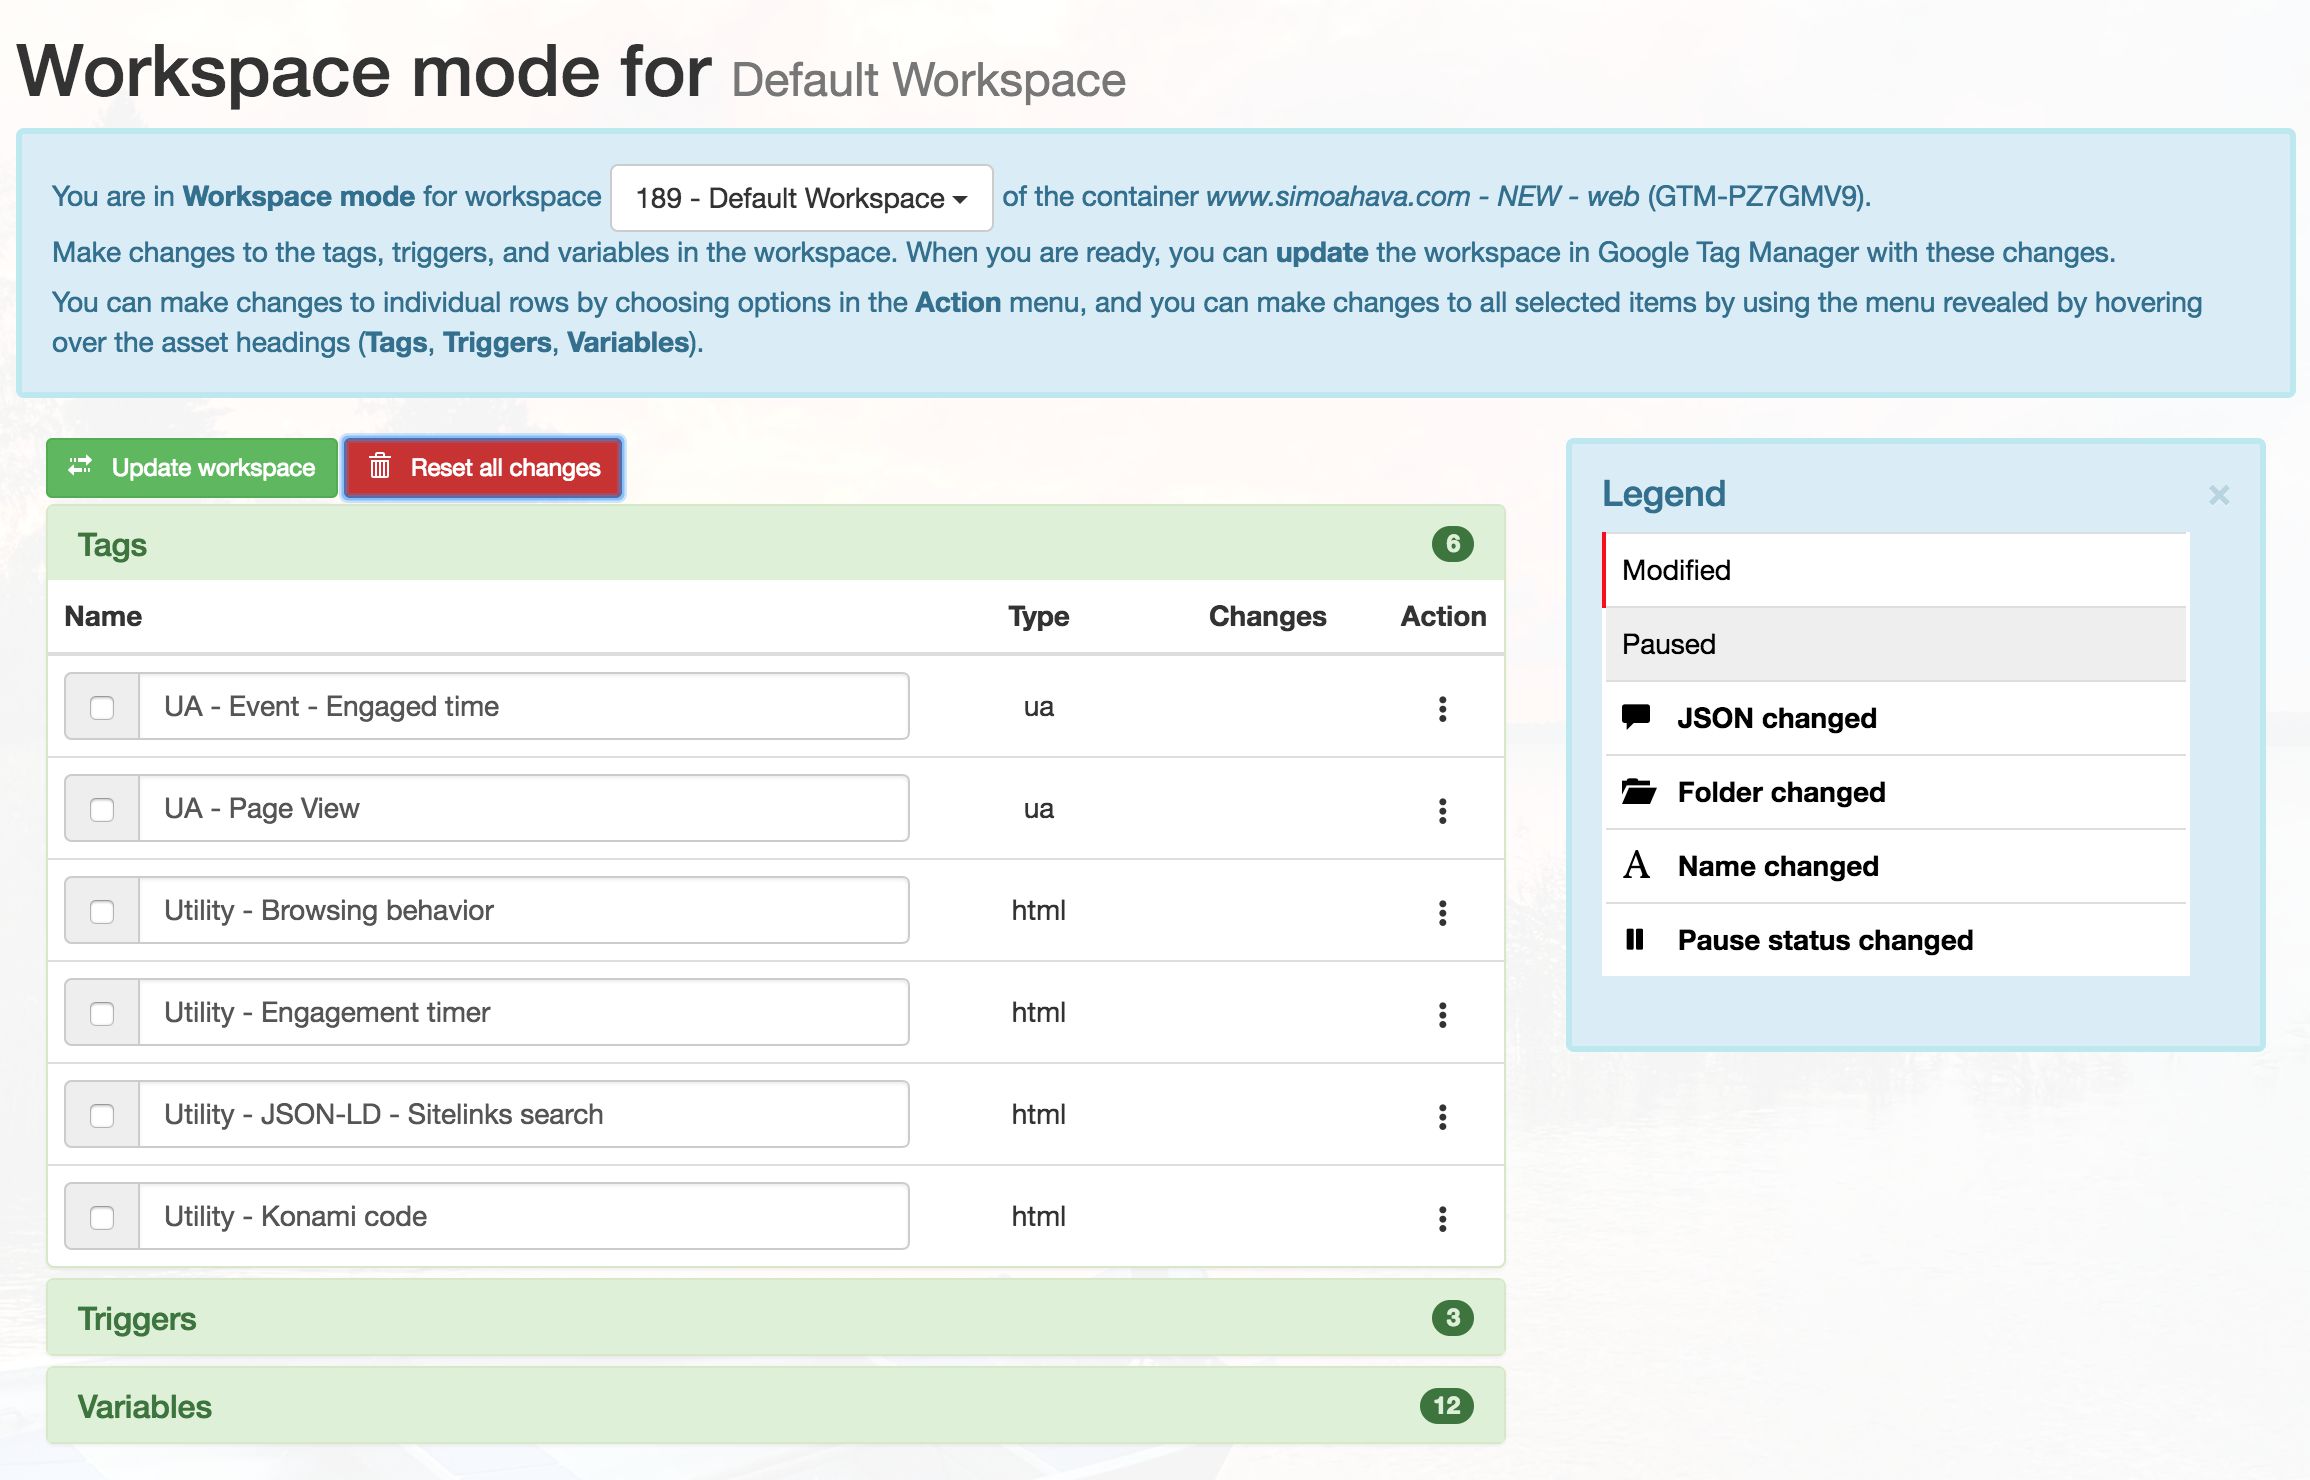 Workspace mode for Default Workspace
You are in Workspace mode for workspace 189 - Default Workspace of the container www.simoahava.com - NEW - web (GTM-PZ7GMV9).
Make changes to the tags, triggers, and variables in the workspace. When you are ready, you can update the workspace in Google Tag Manager with these changes.
You can make changes to individual rows by choosing options in the Action menu, and you can make changes to all selected items by using the menu revealed by hovering
over the asset headings (Tags, Triggers, Variables).
Update workspace Reset all changes
Tags 6
Name Type Changes Action
UA - Event - Engaged time ua
UA - Page View ua
Utility - Browsing behavior html
Utility - Engagement timer html
Utility - JSON-LD - Sitelinks search html
Utility - Konami code html
Triggers 3
Variables 12
Legend ×
Modified
Paused
JSON changed
Folder changed
A Name changed
Pause status changed